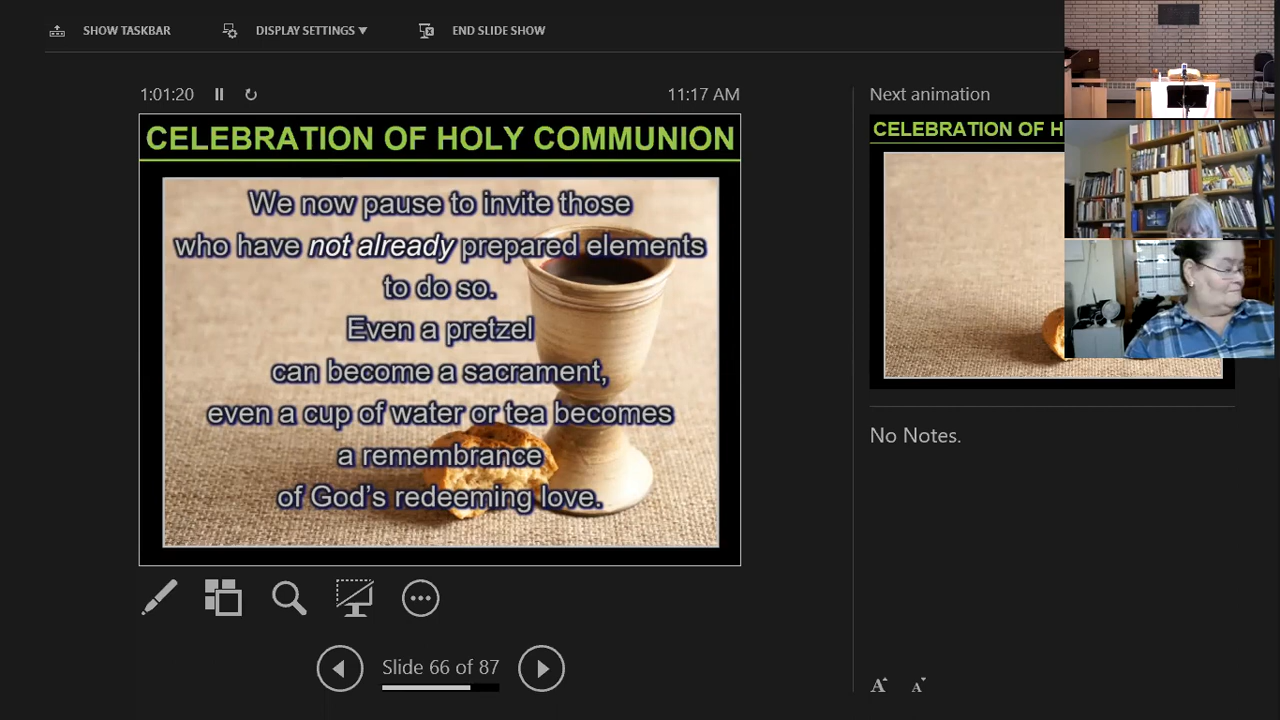 SHOW TASKBAR
DISPLAY SETTINGS
END SLIDE SHOW
1:01:20
11:17 AM
CELEBRATION OF HOLY COMMUNION
We now pause to invite those
who have not already prepared elements
to do so.
Even a pretzel
can become a sacrament,
even a cup of water or tea becomes
a remembrance
of God's redeeming love.
Slide 66 of 87
Next animation
CELEBRATION OF H
No Notes.
A A